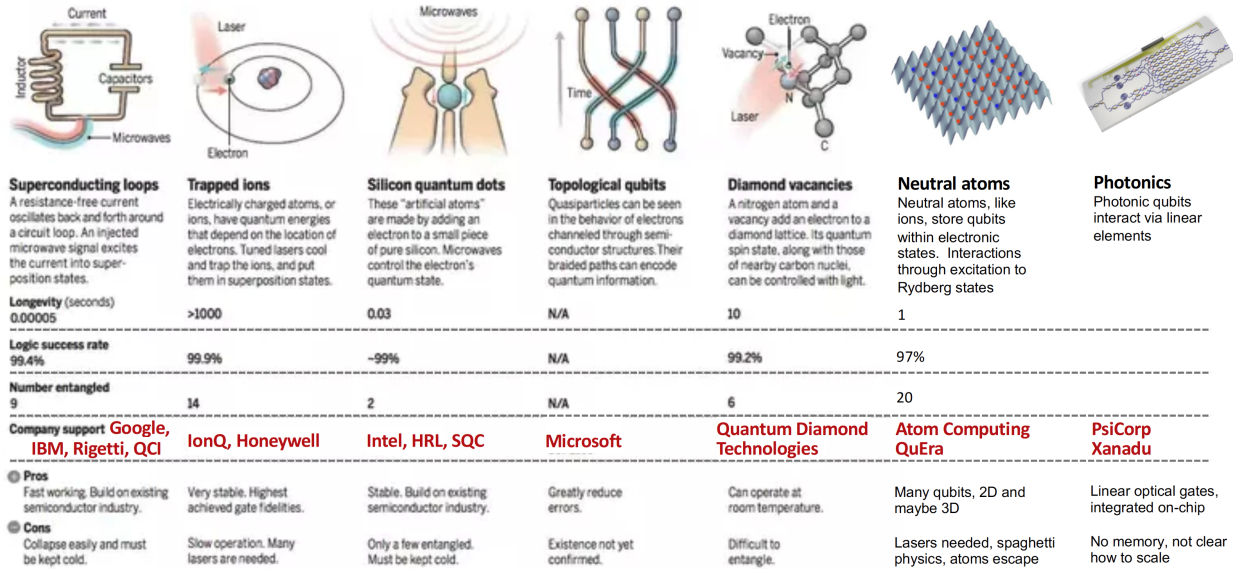 Current
Inductor
Capacitors
Microwaves
Laser
Electron
Microwaves
Time
Electron
Vacancy
Laser
N
C
Superconducting loops
A resistance-free current
oscillates back and forth around
a circuit loop. An injected
microwave signal excites
the current into super-
position states.
Trapped ions
Electrically charged atoms, or
ions, have quantum energies
that depend on the location of
electrons. Tuned lasers cool
and trap the ions, and put
them in superposition states.
Silicon quantum dots
These “artificial atoms”
are made by adding an
electron to a small piece
of pure silicon. Microwaves
control the electron’s
quantum state.
Topological qubits
Quasiparticles can be seen
in the behavior of electrons
channeled through semi-
conductor structures. Their
braided paths can encode
quantum information.
Diamond vacancies
A nitrogen atom and a
vacancy add an electron to a
diamond lattice. Its quantum
spin state, along with those
of nearby carbon nuclei,
can be controlled with light.
Neutral atoms
Neutral atoms, like
ions, store qubits
within electronic
states. Interactions
through excitation to
Rydberg states
Photonics
Photonic qubits
interact via linear
elements
Longevity (seconds)
0.00005
>1000
0.03
N/A
10
1
Logic success rate
99.4%
99.9%
~99%
N/A
99.2%
97%
Number entangled
9
14
2
N/A
6
20
Company support Google,
IBM, Rigetti, QCI
IonQ, Honeywell
Intel, HRL, SQC
Microsoft
Quantum Diamond
Technologies
Atom Computing
QuEra
PsiCorp
Xanadu
Pros
Fast working. Build on existing
semiconductor industry.
Very stable. Highest
achieved gate fidelities.
Stable. Build on existing
semiconductor industry.
Greatly reduce
errors.
Can operate at
room temperature.
Many qubits, 2D and
maybe 3D
Linear optical gates,
integrated on-chip
Cons
Collapse easily and must
be kept cold.
Slow operation. Many
lasers are needed.
Only a few entangled.
Must be kept cold.
Existence not yet
confirmed.
Difficult to
entangle.
Lasers needed, spaghetti
physics, atoms escape
No memory, not clear
how to scale